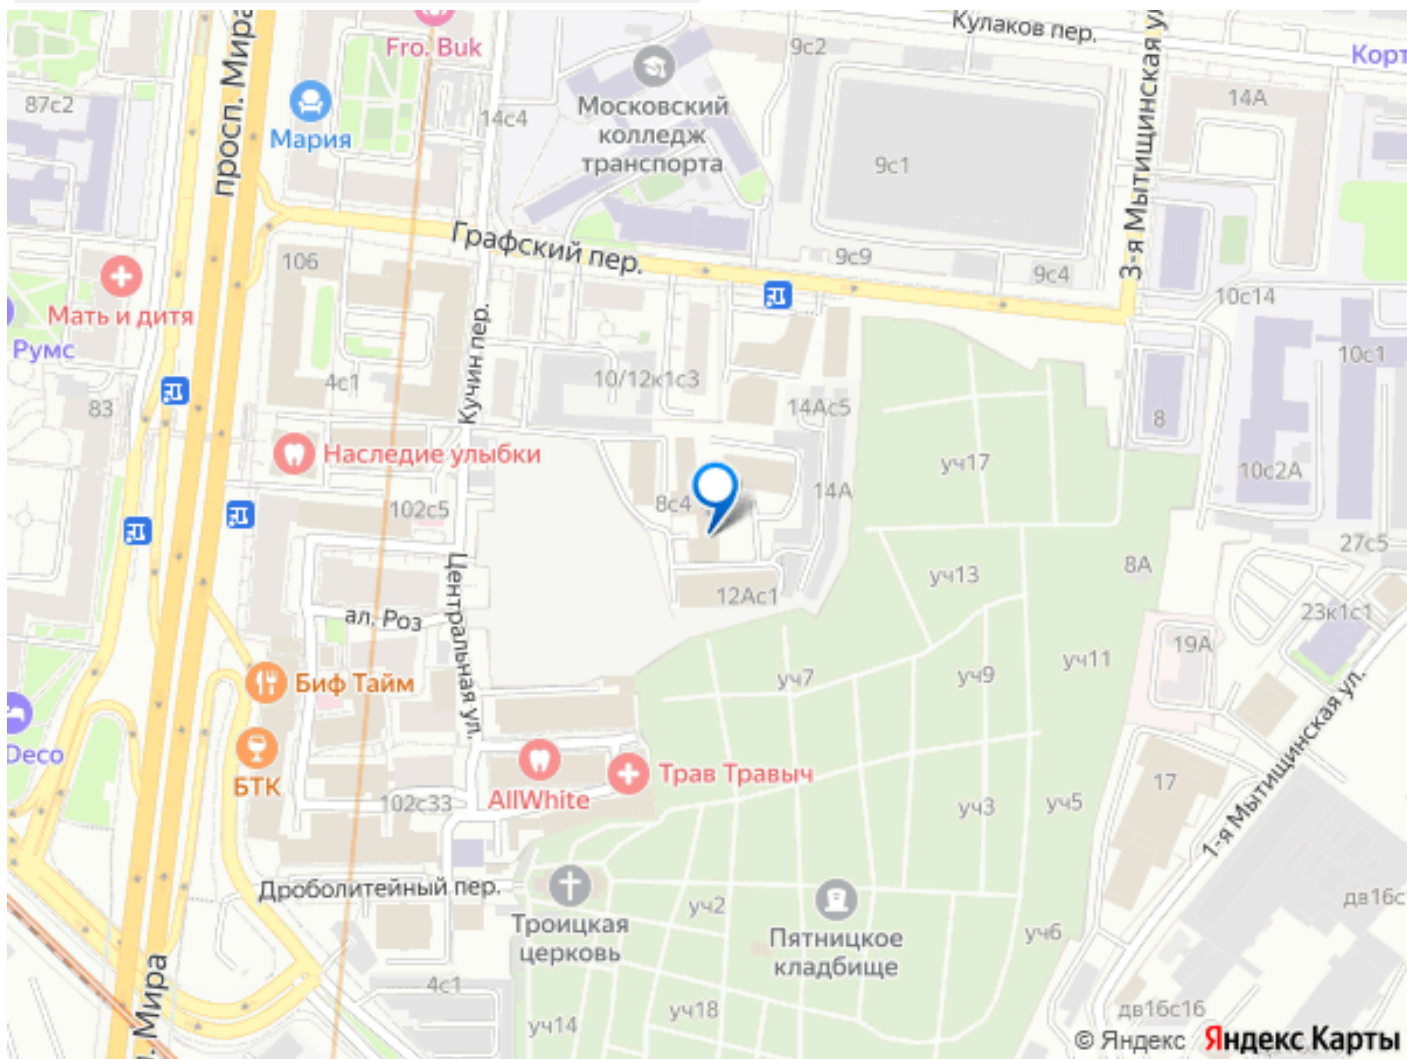 Кулаков пер.
Fro. Buk
9с2
Корт
просп. Мира
87с2
Мария
14с4
Московский
колледж
транспорта
9с1
14А
3-я Мытищинская ул
Графский пер.
106
9с9
9с4
10с14
Мать и дитя
Румс
Кучин пер.
10с1
4с1
10/12к1с3
83
14Ас5
8
Наследие улыбки
уч17
10с2А
8с4
14А
102с5
27с5
8А
Центральная ул.
уч13
12Ас1
ал. Роз
23к1с1
19А
уч11
уч7
уч9
Биф Тайм
1-я Мытищинская ул.
Deco
БТК
AllWhite
Трав Травыч
17
102с33
уч3
уч5
Дроболитейный пер.
Троицкая
церковь
уч2
Пятницкое
кладбище
дв16с
уч6
Мира
4с1
уч18
уч14
дв16с16
© Яндекс Яндекс Карты